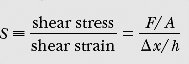 S ≡ shear stress / shear strain = F/A / Δx/h